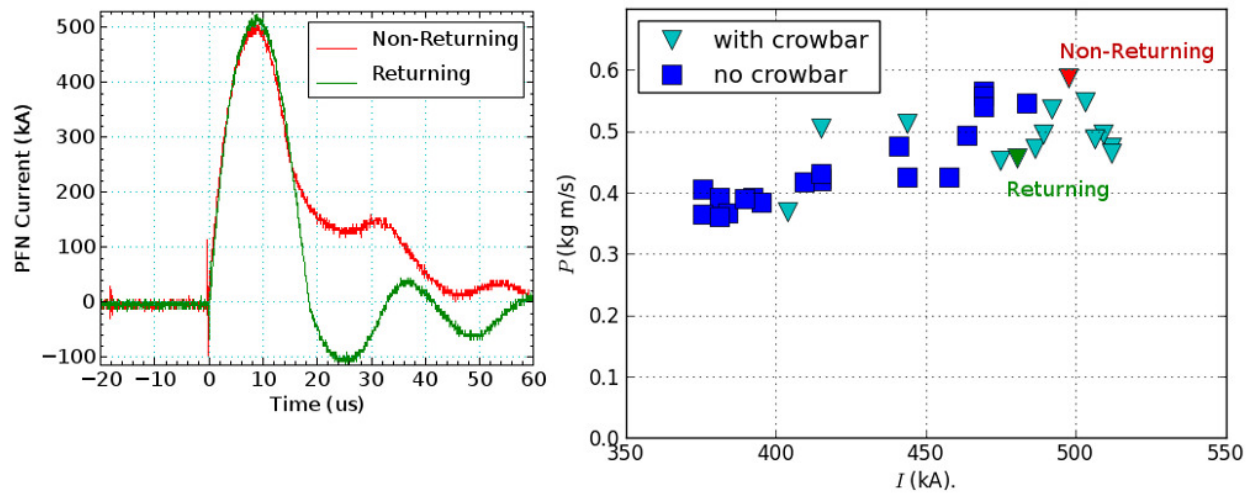 PFN Current (kA)
500
400
300
200
100
0
−100
−20
−10
0
10
20
30
40
50
60
Time (us)
Non-Returning
Returning
P (kg m/s)
0.6
0.5
0.4
0.3
0.2
0.1
0.0
350
400
450
500
550
I (kA).
with crowbar
no crowbar
Non-Returning
Returning